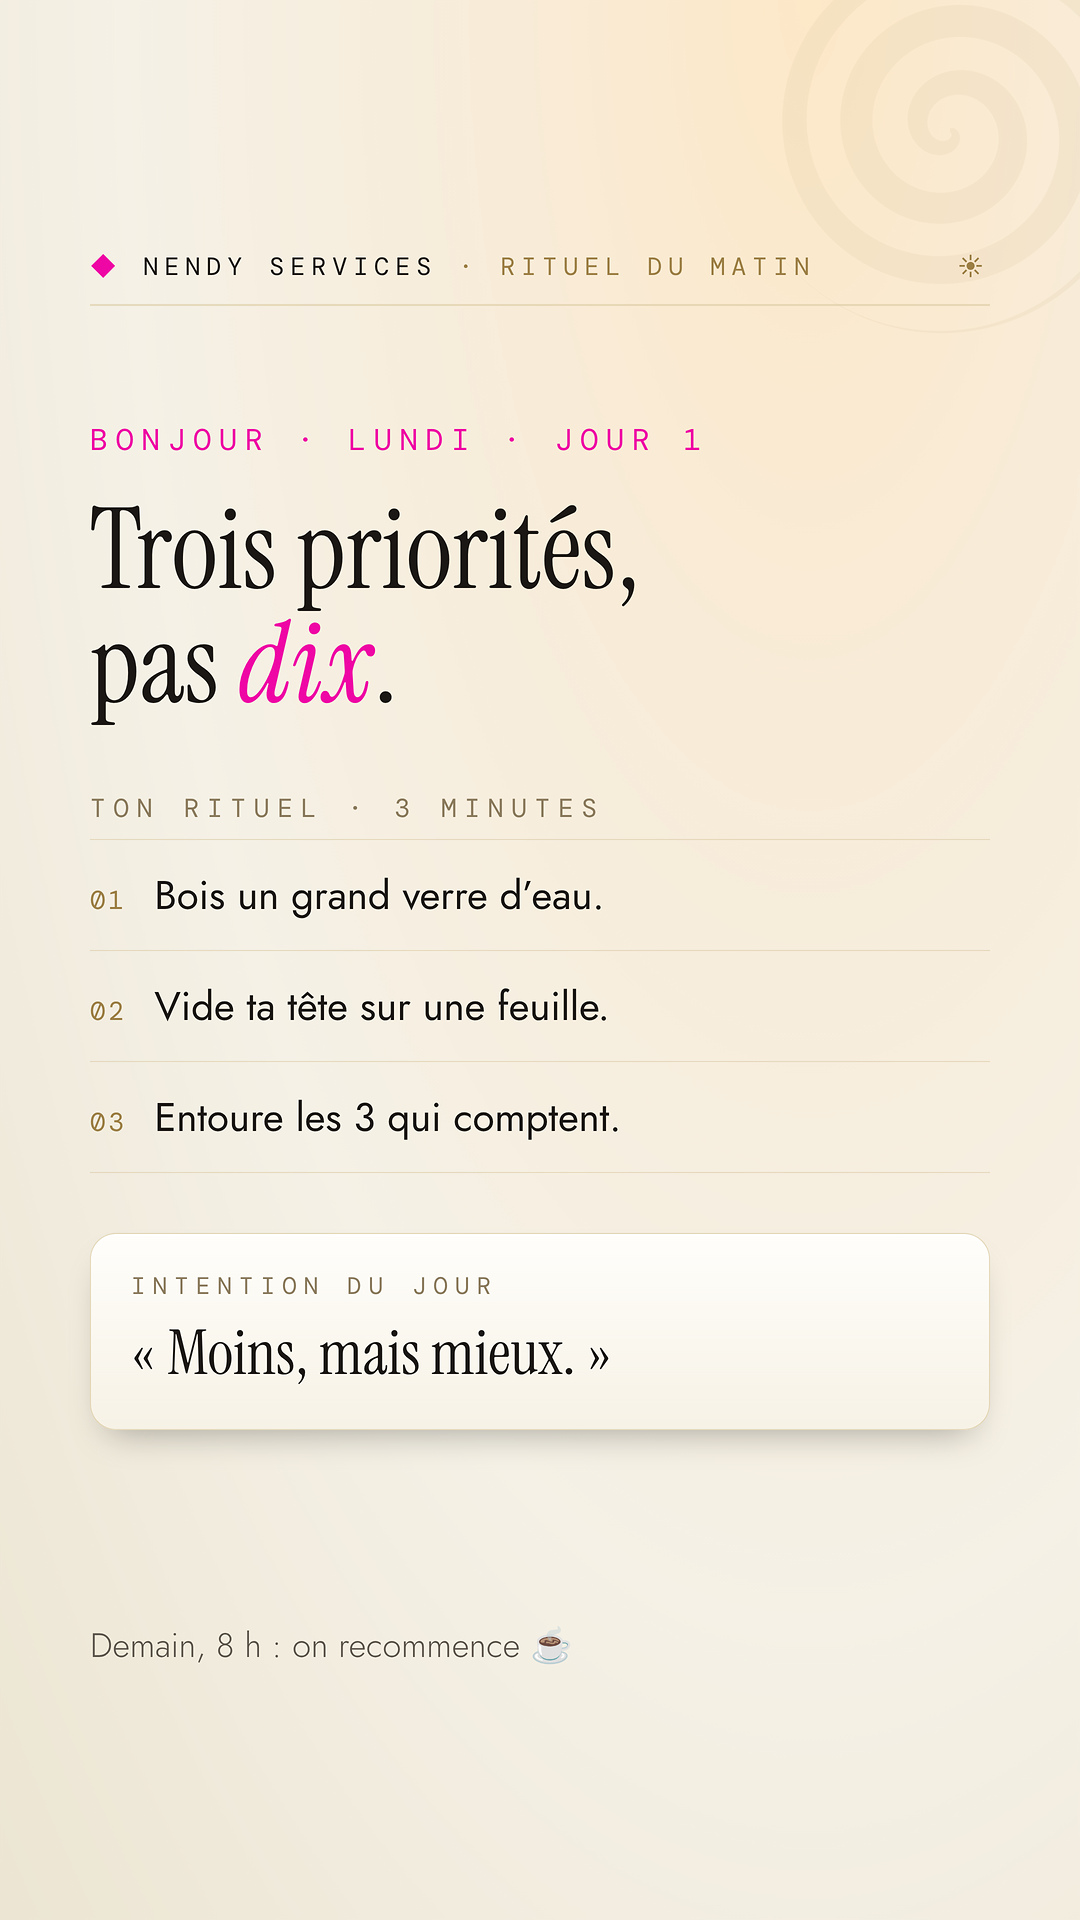 ◆ NENDY SERVICES · RITUEL DU MATIN ☀
BONJOUR · LUNDI · JOUR 1
Trois priorités,
pas dix.
TON RITUEL · 3 MINUTES
01 Bois un grand verre d’eau.
02 Vide ta tête sur une feuille.
03 Entoure les 3 qui comptent.
INTENTION DU JOUR
« Moins, mais mieux. »
Demain, 8 h : on recommence ☕